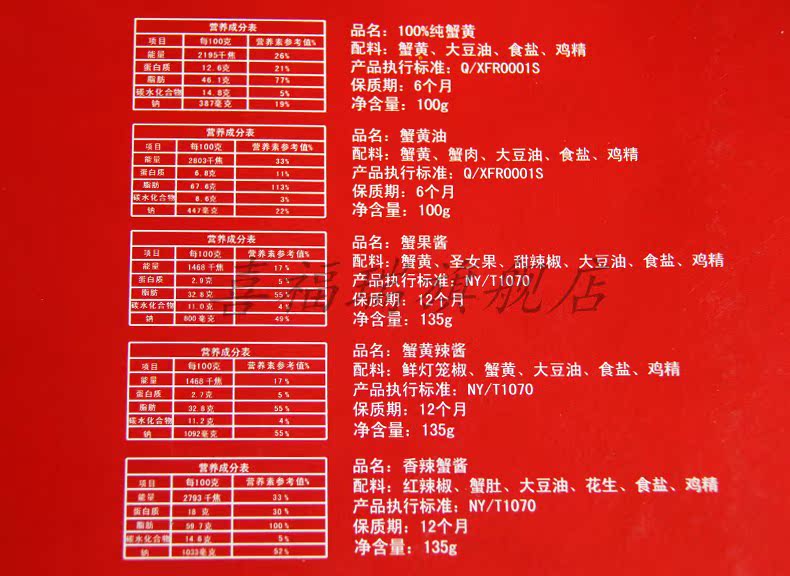 营养成分表
项目 每100克 营养素参考值%
能量 2195千焦 26%
蛋白质 12.6克 21%
脂肪 46.1克 77%
碳水化合物 14.8克 5%
钠 387毫克 19%
品名：100%纯蟹黄
配料：蟹黄、大豆油、食盐、鸡精
产品执行标准：Q/XFR0001S
保质期：6个月
净含量：100g
营养成分表
项目 每100克 营养素参考值%
能量 2803千焦 33%
蛋白质 6.8克 11%
脂肪 67.6克 113%
碳水化合物 8.6克 3%
钠 447毫克 22%
品名：蟹黄油
配料：蟹黄、蟹肉、大豆油、食盐、鸡精
产品执行标准：Q/XFR0001S
保质期：6个月
净含量：100g
营养成分表
项目 每100克 营养素参考值%
能量 1468千焦 17%
蛋白质 2.9克 5%
脂肪 32.8克 55%
碳水化合物 11.0克 4%
钠 800毫克 49%
品名：蟹果酱
配料：蟹黄、圣女果、甜辣椒、大豆油、食盐、鸡精
产品执行标准：NY/T1070
保质期：12个月
净含量：135g
喜福 旗舰店
营养成分表
项目 每100克 营养素参考值%
能量 1468千焦 17%
蛋白质 2.7克 5%
脂肪 32.8克 55%
碳水化合物 11.2克 4%
钠 1092毫克 55%
品名：蟹黄辣酱
配料：鲜灯笼椒、蟹黄、大豆油、食盐、鸡精
产品执行标准：NY/T1070
保质期：12个月
净含量：135g
营养成分表
项目 每100克 营养素参考值%
能量 2793千焦 33%
蛋白质 18克 30%
脂肪 59.7克 100%
碳水化合物 14.6克 5%
钠 1033毫克 52%
品名：香辣蟹酱
配料：红辣椒、蟹肚、大豆油、花生、食盐、鸡精
产品执行标准：NY/T1070
保质期：12个月
净含量：135g